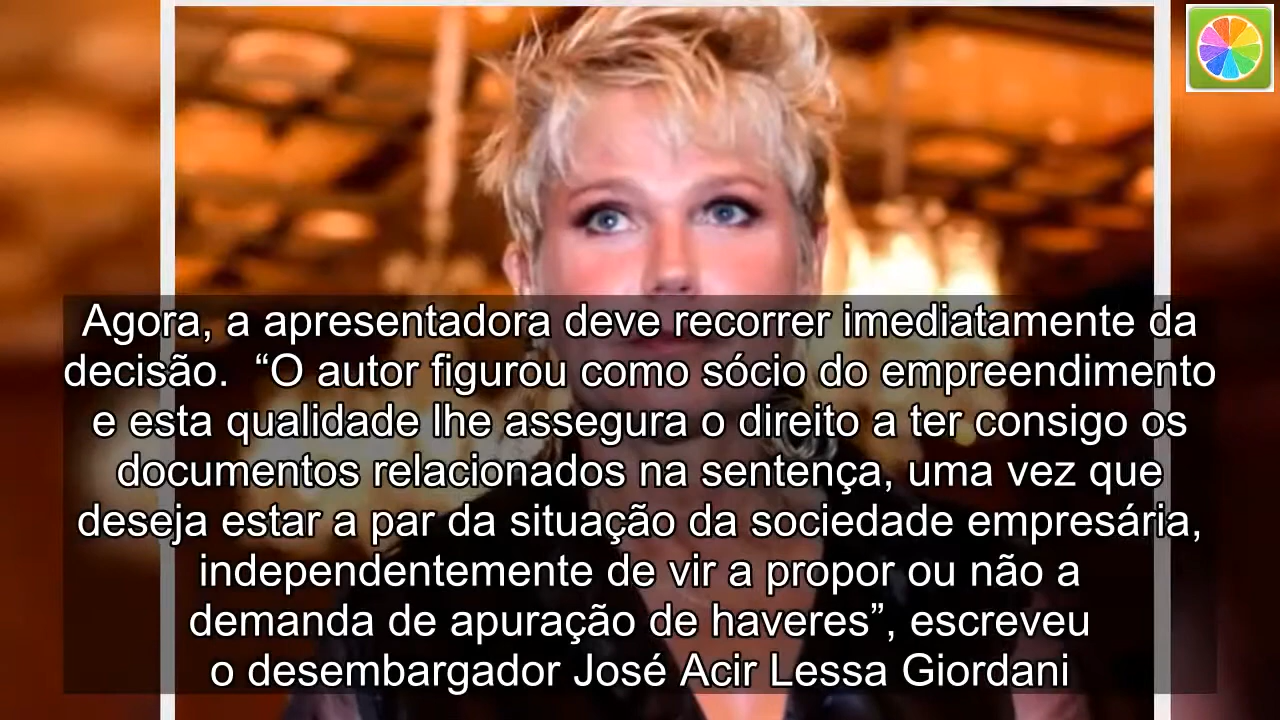 Agora, a apresentadora deve recorrer imediatamente da
decisão.  “O autor figurou como sócio do empreendimento
e esta qualidade lhe assegura o direito a ter consigo os
documentos relacionados na sentença, uma vez que
deseja estar a par da situação da sociedade empresária,
independentemente de vir a propor ou não a
demanda de apuração de haveres”, escreveu
o desembargador José Acir Lessa Giordani